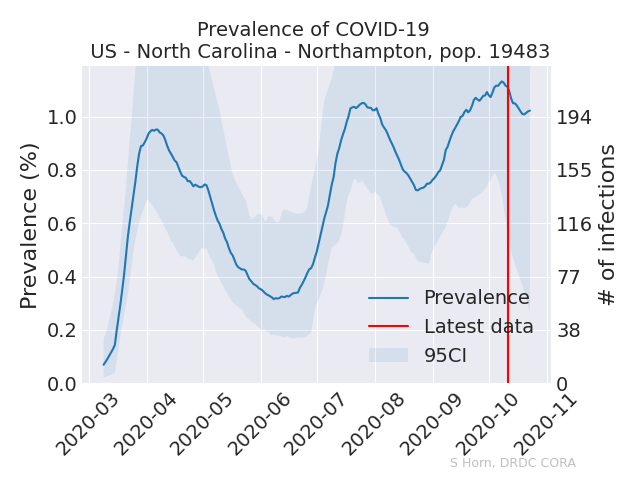 Prevalence of COVID-19
US - North Carolina - Northampton, pop. 19483
Prevalence (%)
1.0
0.8
0.6
0.4
0.2
0.0
194
155
116
77
38
0
# of infections
Prevalence
Latest data
95CI
2020-03
2020-04
2020-05
2020-06
2020-07
2020-08
2020-09
2020-10
2020-11
S Horn, DRDC CORA